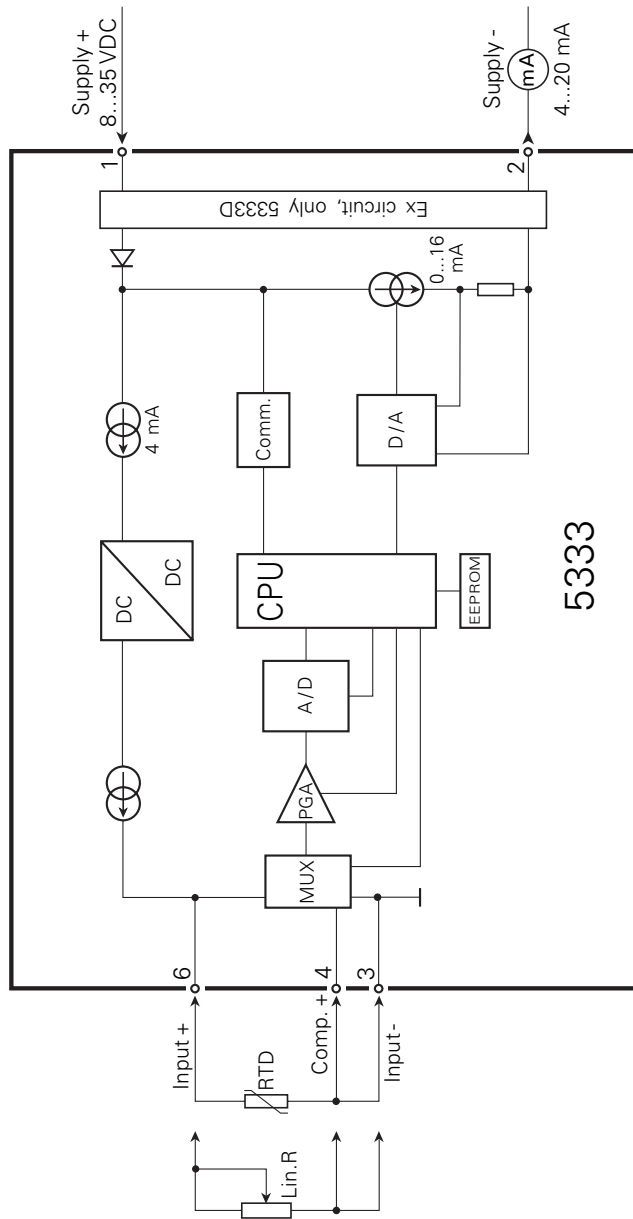 Supply +
8...35 VDC
Supply -
mA
4...20 mA
1
2
Ex circuit, only 5333D
0...16
mA
4 mA
Comm.
D/A
DC
DC
CPU
EEPROM
5333
A/D
PGA
MUX
6
4
3
Input +
RTD
Comp. +
Input -
Lin.R